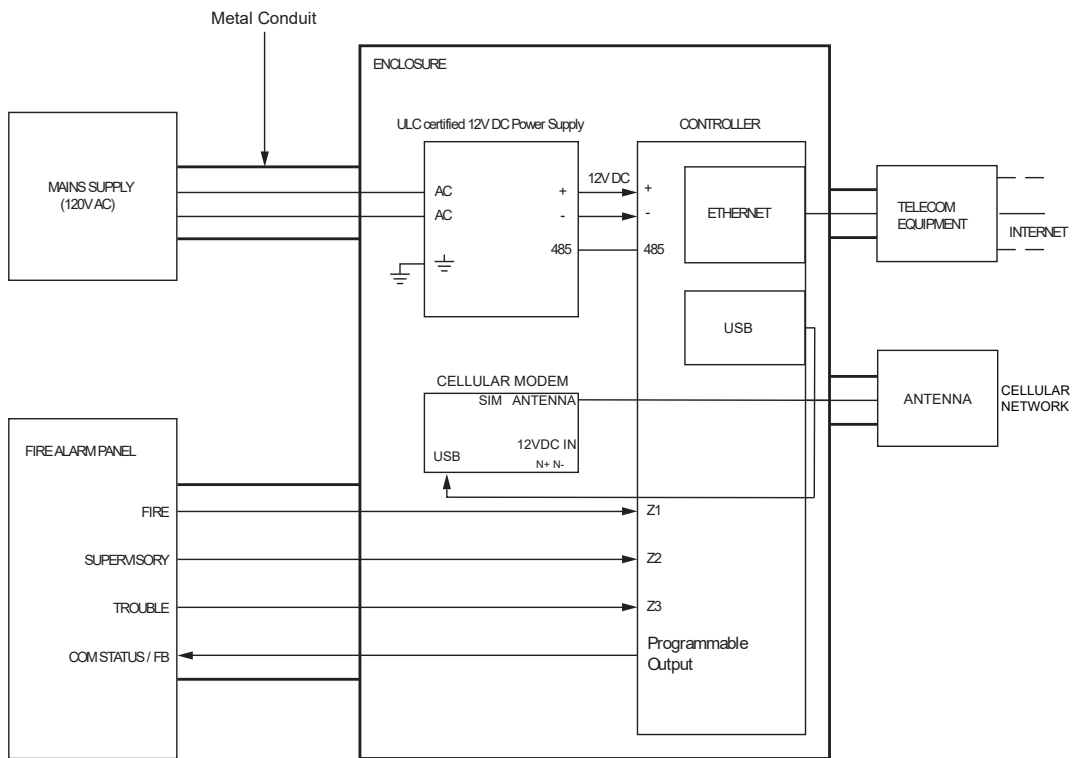 Metal Conduit
ENCLOSURE
ULC certified 12V DC Power Supply
CONTROLLER
MAINS SUPPLY
(120V AC)
AC
AC
+
-
485
12V DC
+
-
485
ETHERNET
USB
TELECOM
EQUIPMENT
INTERNET
CELLULAR MODEM
SIM ANTENNA
12VDC IN
N+ N-
USB
ANTENNA
CELLULAR
NETWORK
FIRE ALARM PANEL
FIRE
SUPERVISORY
TROUBLE
COM STATUS / FB
Z1
Z2
Z3
Programmable
Output